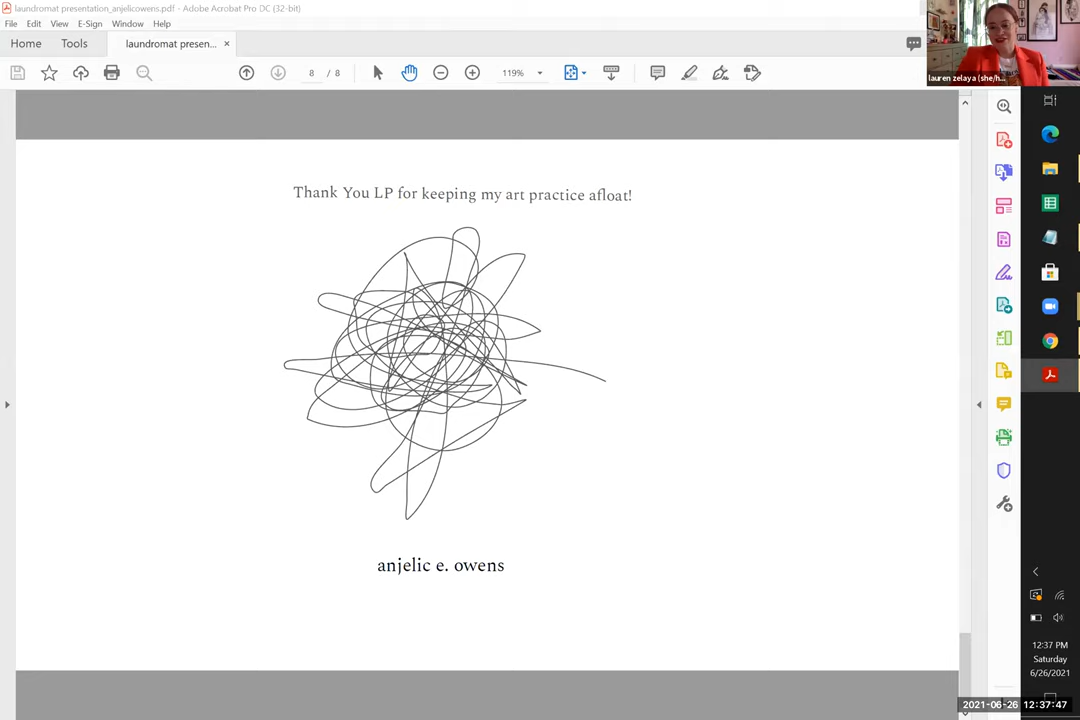 laundromat presentation_anjelicowens.pdf - Adobe Acrobat Pro DC (32-bit)
File Edit View E-Sign Window Help
Home Tools laundromat presen... ×
8 / 8 119%
lauren zelaya (she/h...
Thank You LP for keeping my art practice afloat!
anjelic e. owens
12:37 PM
Saturday
6/26/2021
2021-06-26 12:37:47